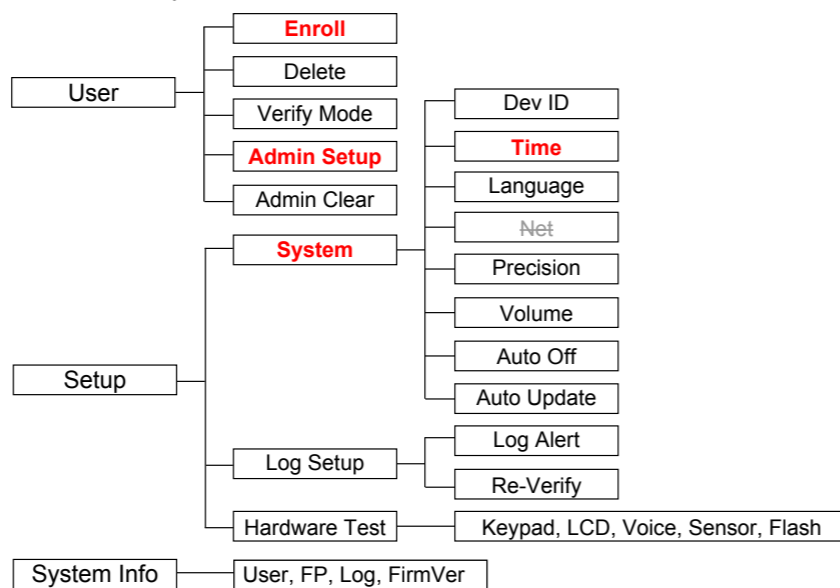 User
Enroll
Delete
Verify Mode
Admin Setup
Admin Clear
Setup
System
Dev ID
Time
Language
Net
Precision
Volume
Auto Off
Auto Update
Log Setup
Log Alert
Re-Verify
Hardware Test
Keypad, LCD, Voice, Sensor, Flash
System Info
User, FP, Log, FirmVer